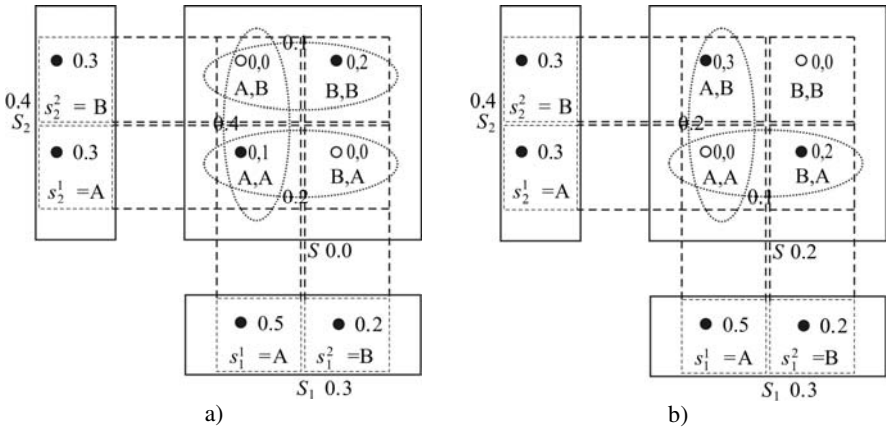 0.1
0.3 0,0 0,2 0.3 0,3 0,0
A,B B,B A,B B,B
0.4 s₂² = B 0.4 s₂² = B
S₂ 0.4 S₂ 0.2
0.3 0,1 0,0 0.3 0,0 0,2
s₂¹ =A A,A B,A s₂¹ =A A,A B,A
0.2 0.1
S 0.0 S 0.2
0.5 0.2 0.5 0.2
s₁¹ =A s₁² =B s₁¹ =A s₁² =B
S₁ 0.3 S₁ 0.3
a) b)